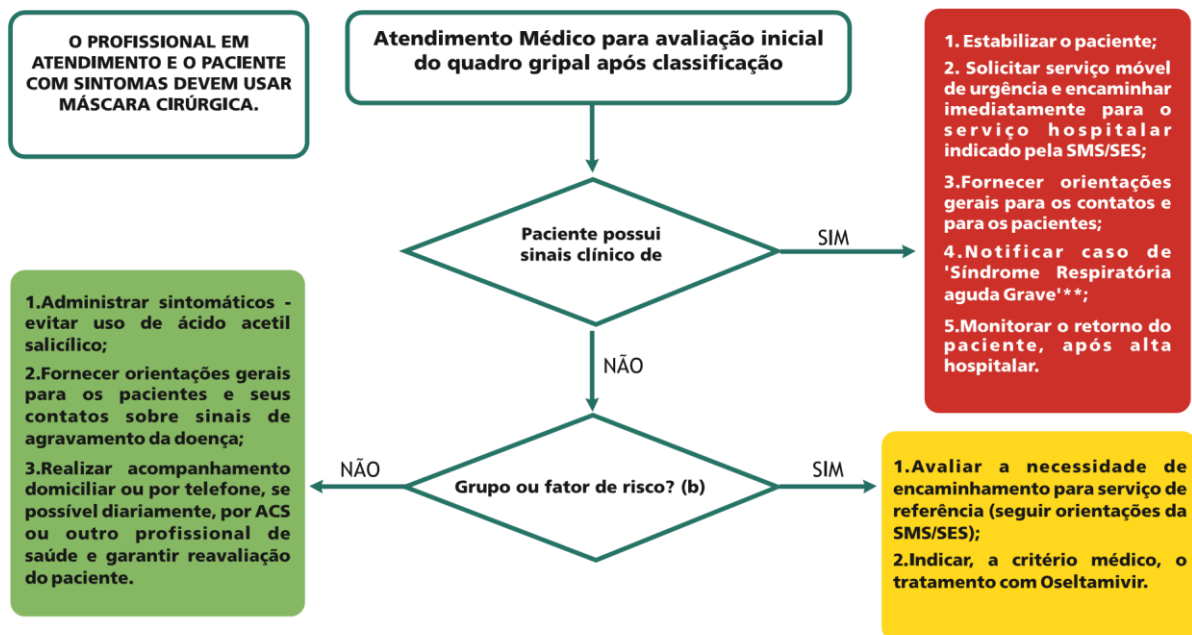 O PROFISSIONAL EM
ATENDIMENTO E O PACIENTE
COM SINTOMAS DEVEM USAR
MÁSCARA CIRÚRGICA.
Atendimento Médico para avaliação inicial
do quadro gripal após classificação
1. Estabilizar o paciente;
2. Solicitar serviço móvel
de urgência e encaminhar
imediatamente para o
serviço hospitalar
indicado pela SMS/SES;
3.Fornecer orientações
gerais para os contatos e
para os pacientes;
4.Notificar caso de
'Síndrome Respiratória
aguda Grave'**;
5.Monitorar o retorno do
paciente, após alta
hospitalar.
Paciente possui
sinais clínico de
SIM
NÃO
1.Administrar sintomáticos -
evitar uso de ácido acetil
salicílico;
2.Fornecer orientações gerais
para os pacientes e seus
contatos sobre sinais de
agravamento da doença;
3.Realizar acompanhamento
domiciliar ou por telefone, se
possível diariamente, por ACS
ou outro profissional de
saúde e garantir reavaliação
do paciente.
NÃO
Grupo ou fator de risco? (b)
SIM
1.Avaliar a necessidade de
encaminhamento para serviço de
referência (seguir orientações da
SMS/SES);
2.Indicar, a critério médico, o
tratamento com Oseltamivir.